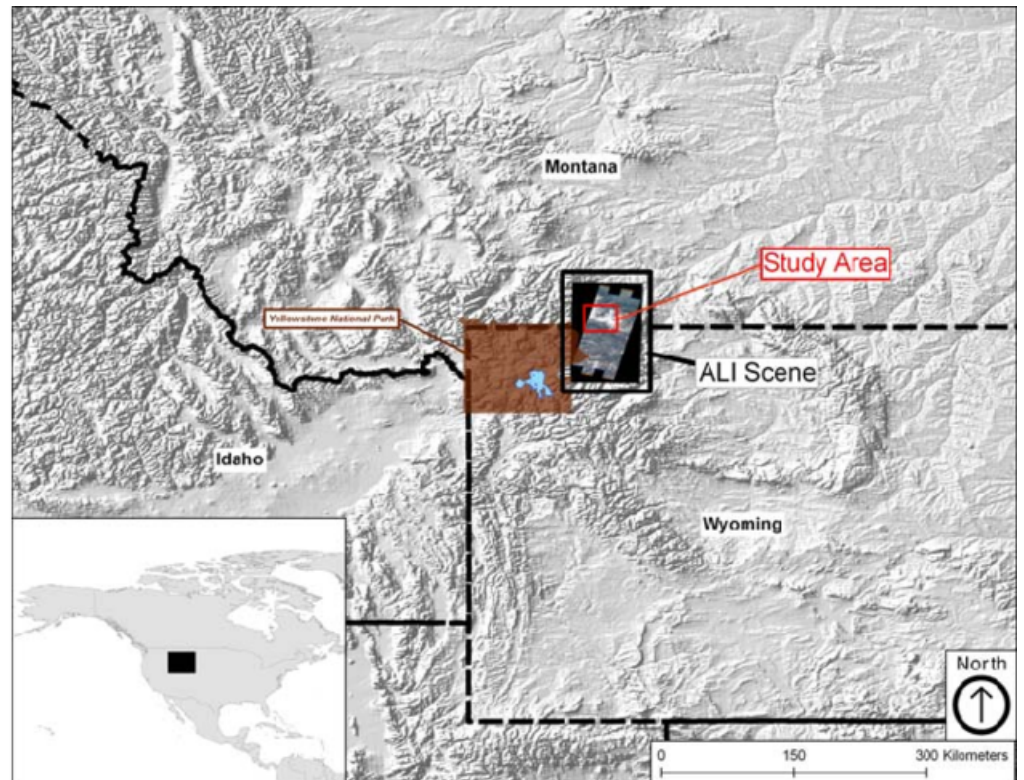 Montana
Study Area
Yellowstone National Park
ALI Scene
Idaho
Wyoming
North
0 150 300 Kilometers